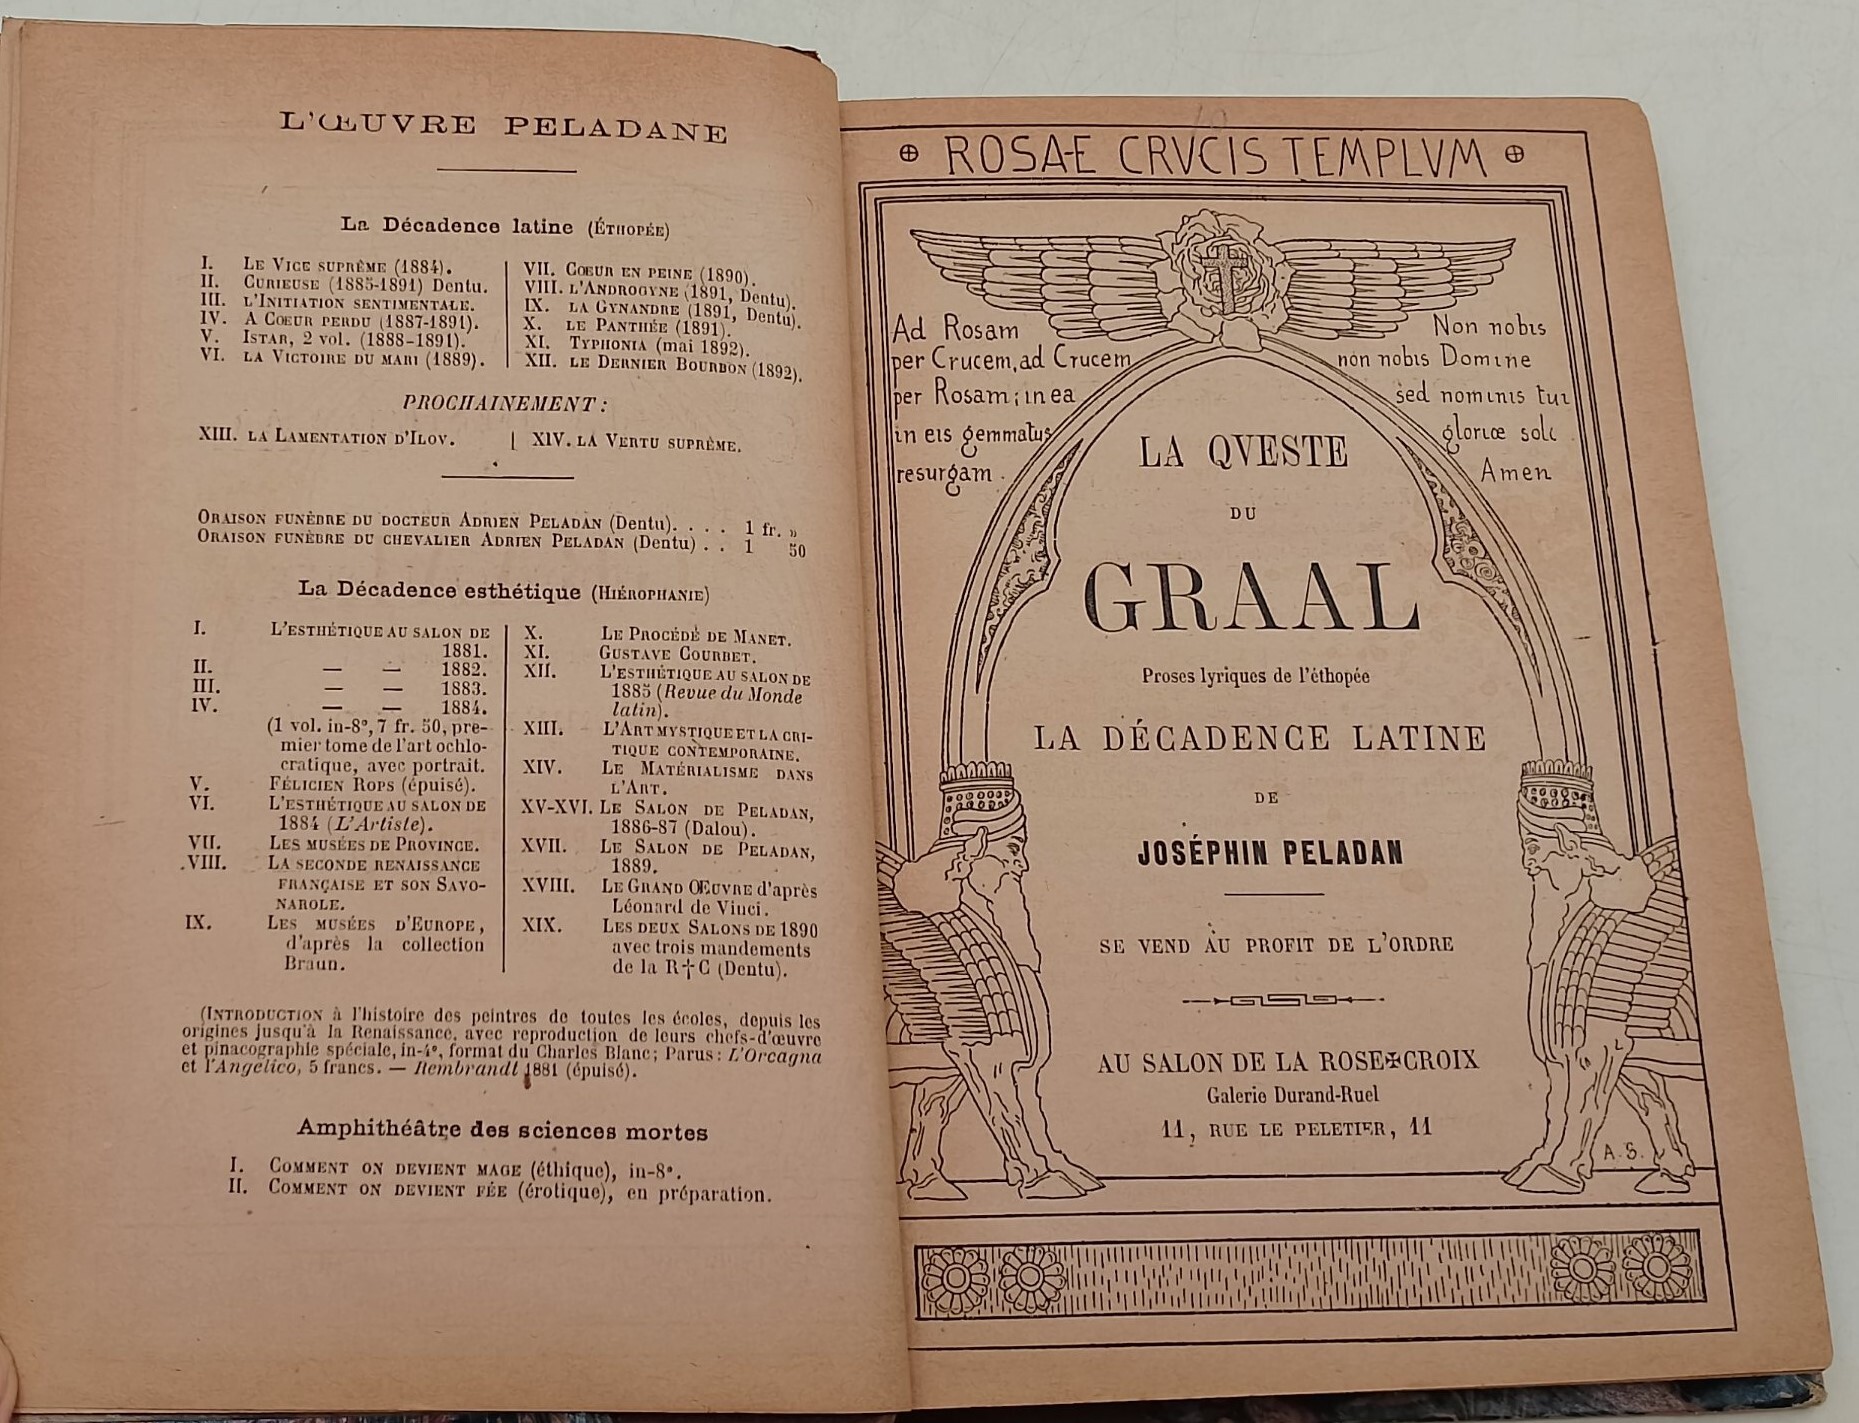 L'ŒUVRE PELADANE
La Décadence latine (ÉTHOPÉE)
I. LE VICE SUPRÊME (1884).
II. CURIEUSE (1885-1891) Dentu.
III. L'INITIATION SENTIMENTALE.
IV. A CŒUR PERDU (1887-1891).
V. ISTAR, 2 vol. (1888-1891).
VI. LA VICTOIRE DU MARI (1889).
VII. CŒUR EN PEINE (1890).
VIII. L'ANDROGYNE (1891, Dentu).
IX. LA GYNANDRE (1891, Dentu).
X. LE PANTHÉE (1891).
XI. TYPHONIA (mai 1892).
XII. LE DERNIER BOURBON (1892).
PROCHAINEMENT :
XIII. LA LAMENTATION D'ILOV. | XIV. LA VERTU SUPRÊME.
ORAISON FUNÈBRE DU DOCTEUR ADRIEN PELADAN (Dentu). . . . 1 fr. »
ORAISON FUNÈBRE DU CHEVALIER ADRIEN PELADAN (Dentu) . . 1 50
La Décadence esthétique (HIÉROPHANIE)
I. L'ESTHÉTIQUE AU SALON DE
1881.
II. — — 1882.
III. — — 1883.
IV. — — 1884.
(1 vol. in-8°, 7 fr. 50, pre-
mier tome de l'art ochlo-
cratique, avec portrait.
V. FÉLICIEN ROPS (épuisé).
VI. L'ESTHÉTIQUE AU SALON DE
1884 (L'Artiste).
VII. LES MUSÉES DE PROVINCE.
VIII. LA SECONDE RENAISSANCE
FRANÇAISE ET SON SAVO-
NAROLE.
IX. LES MUSÉES D'EUROPE,
d'après la collection
Braun.
X. LE PROCÉDÉ DE MANET.
XI. GUSTAVE COURBET.
XII. L'ESTHÉTIQUE AU SALON DE
1885 (Revue du Monde
latin).
XIII. L'ART MYSTIQUE ET LA CRI-
TIQUE CONTEMPORAINE.
XIV. LE MATÉRIALISME DANS
L'ART.
XV-XVI. LE SALON DE PELADAN,
1886-87 (Dalou).
XVII. LE SALON DE PELADAN,
1889.
XVIII. LE GRAND ŒUVRE d'après
Léonard de Vinci.
XIX. LES DEUX SALONS DE 1890
avec trois mandements
de la R†C (Dentu).
(INTRODUCTION à l'histoire des peintres de toutes les écoles, depuis les
origines jusqu'à la Renaissance, avec reproduction de leurs chefs-d'œuvre
et pinacographie spéciale, in-4°, format du Charles Blanc; Parus : L'Orcagna
et l'Angelico, 5 francs. — Rembrandt 1881 (épuisé).
Amphithéâtre des sciences mortes
I. COMMENT ON DEVIENT MAGE (éthique), in-8°.
II. COMMENT ON DEVIENT FÉE (érotique), en préparation.
ROSAE CRVCIS TEMPLVM
Ad Rosam
per Crucem, ad Crucem
per Rosam; in ea
in eis gemmatus
resurgam.
Non nobis
non nobis Domine
sed nominis tui
gloriæ soli
Amen
LA QVESTE
DU
GRAAL
Proses lyriques de l'éthopée
LA DÉCADENCE LATINE
DE
JOSÉPHIN PELADAN
SE VEND AU PROFIT DE L'ORDRE
AU SALON DE LA ROSE✠CROIX
Galerie Durand-Ruel
11, RUE LE PELETIER, 11
A.S.